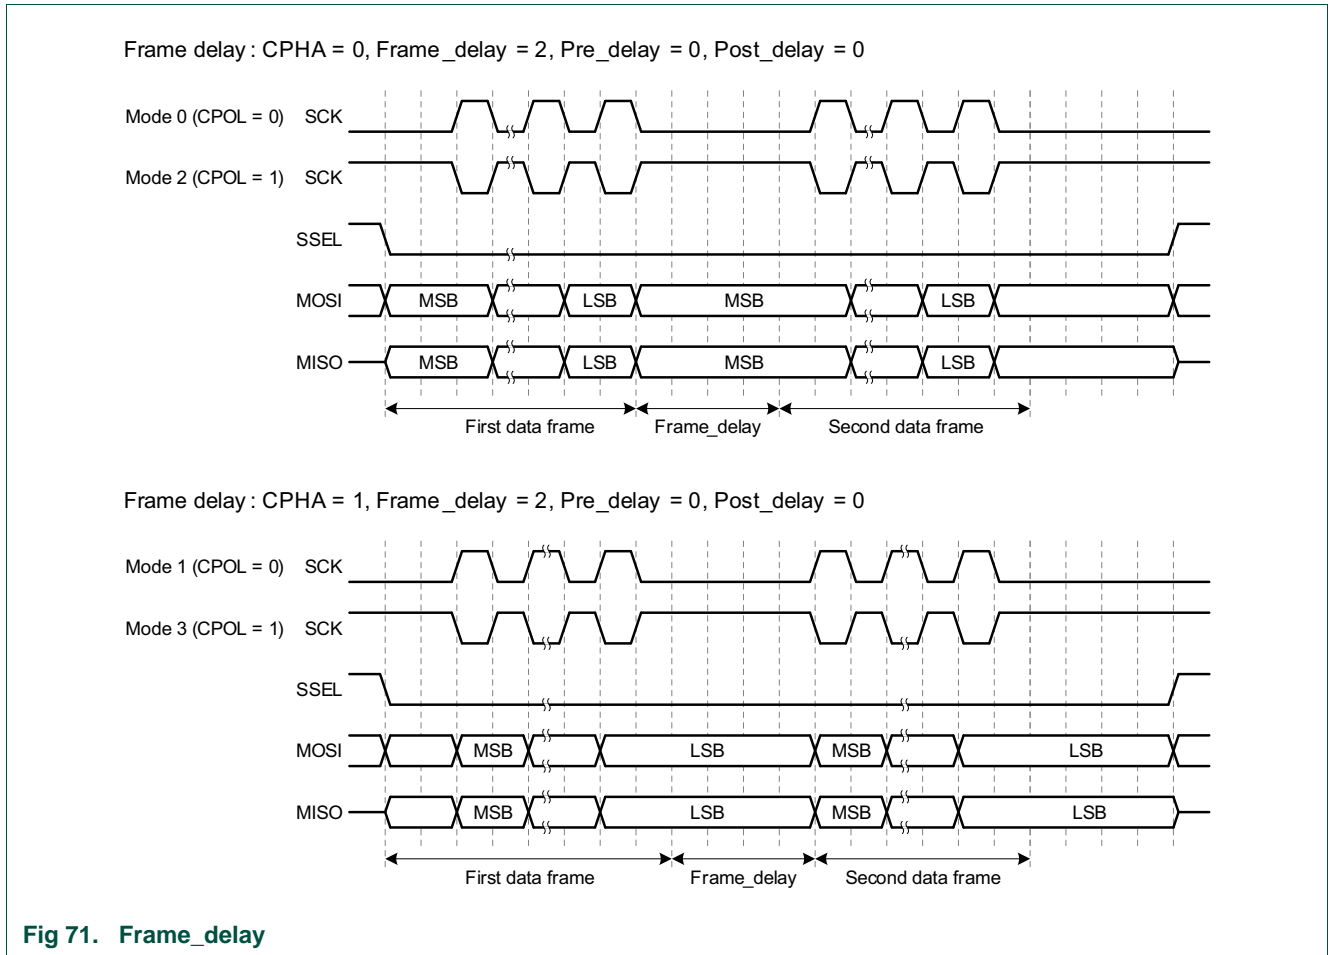 Frame delay : CPHA = 0, Frame_delay = 2, Pre_delay = 0, Post_delay = 0
Mode 0 (CPOL = 0) SCK
Mode 2 (CPOL = 1) SCK
SSEL
MOSI MSB LSB MSB LSB
MISO MSB LSB MSB LSB
First data frame Frame_delay Second data frame
Frame delay : CPHA = 1, Frame_delay = 2, Pre_delay = 0, Post_delay = 0
Mode 1 (CPOL = 0) SCK
Mode 3 (CPOL = 1) SCK
SSEL
MOSI MSB LSB MSB LSB
MISO MSB LSB MSB LSB
First data frame Frame_delay Second data frame
Fig 71. Frame_delay